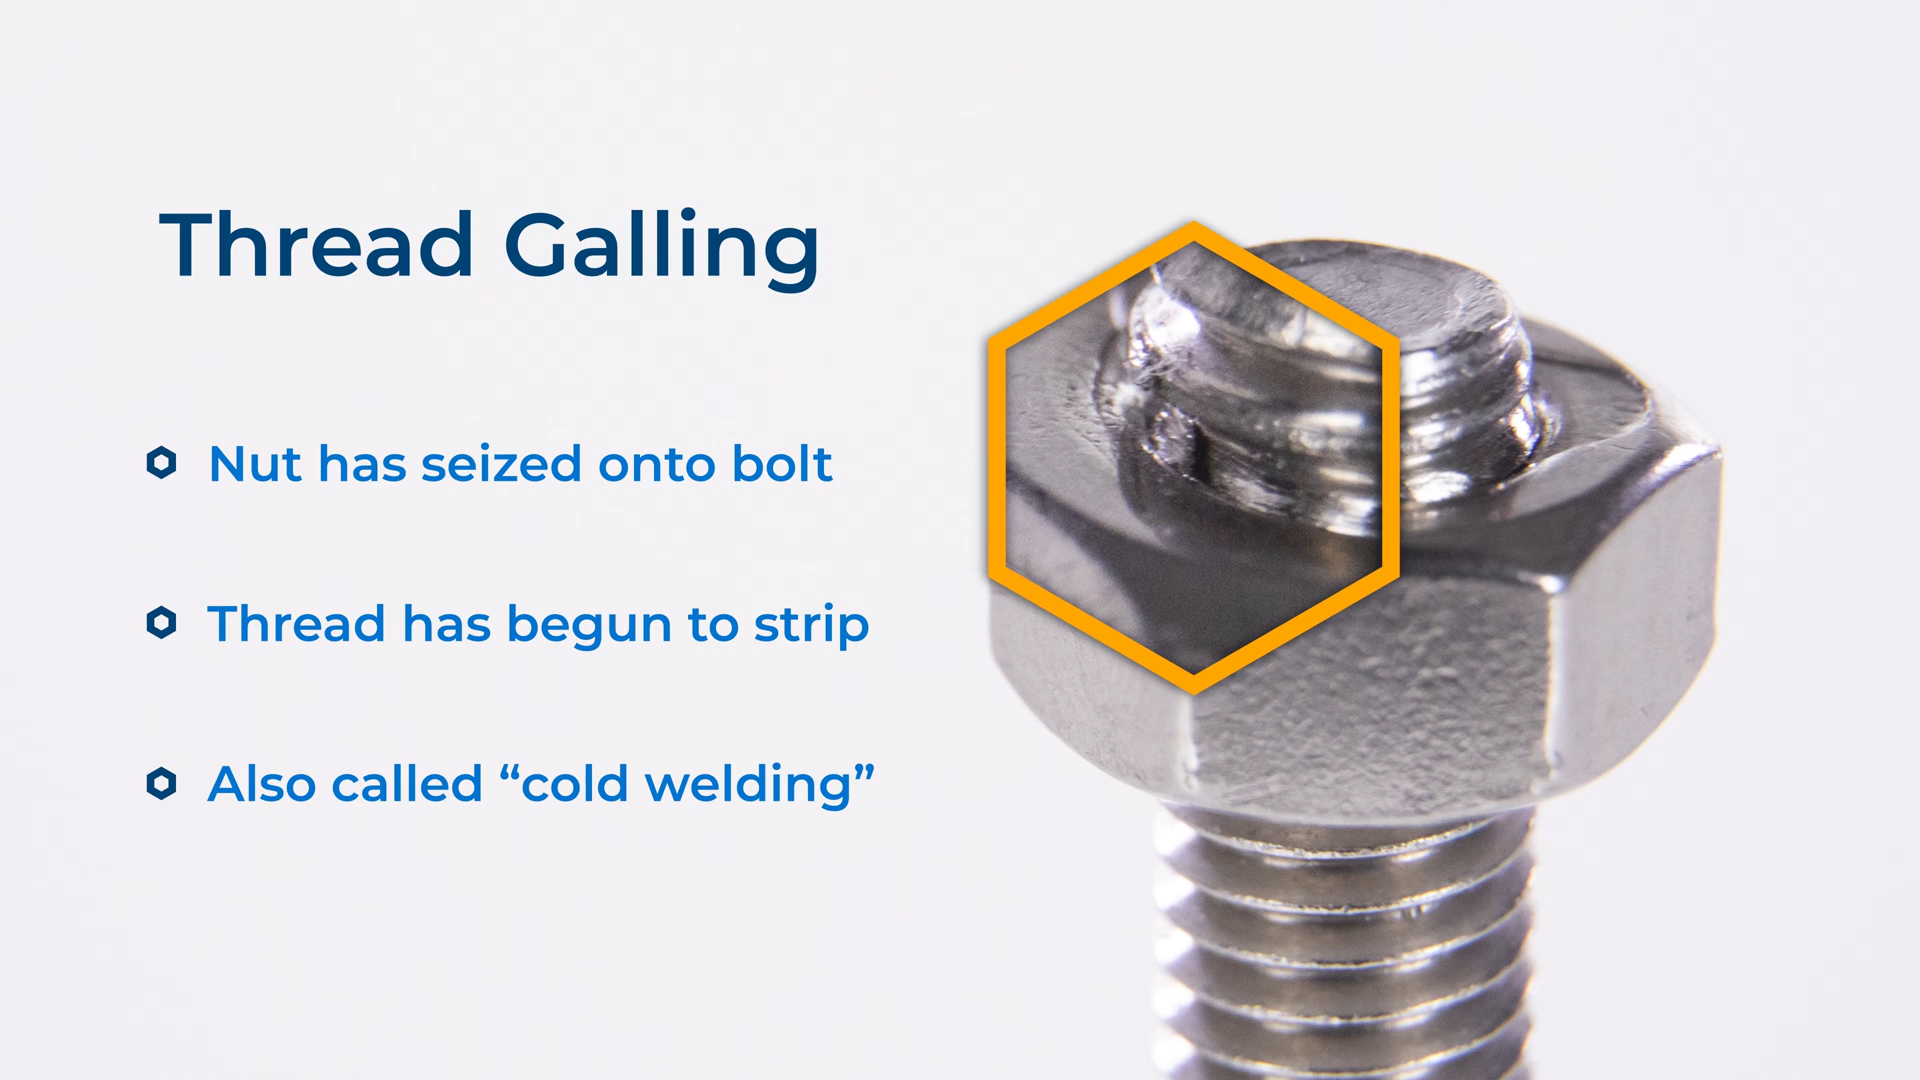 Thread Galling
Nut has seized onto bolt
Thread has begun to strip
Also called “cold welding”